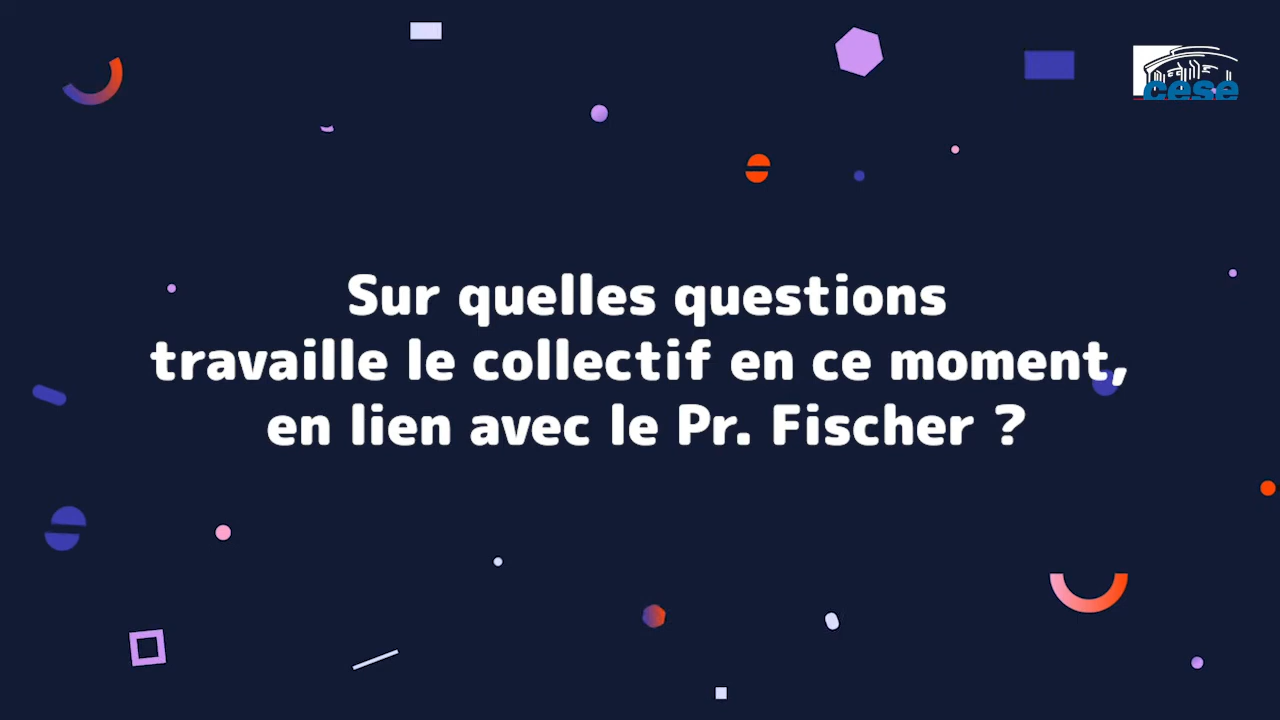 cese
Sur quelles questions
travaille le collectif en ce moment,
en lien avec le Pr. Fischer ?